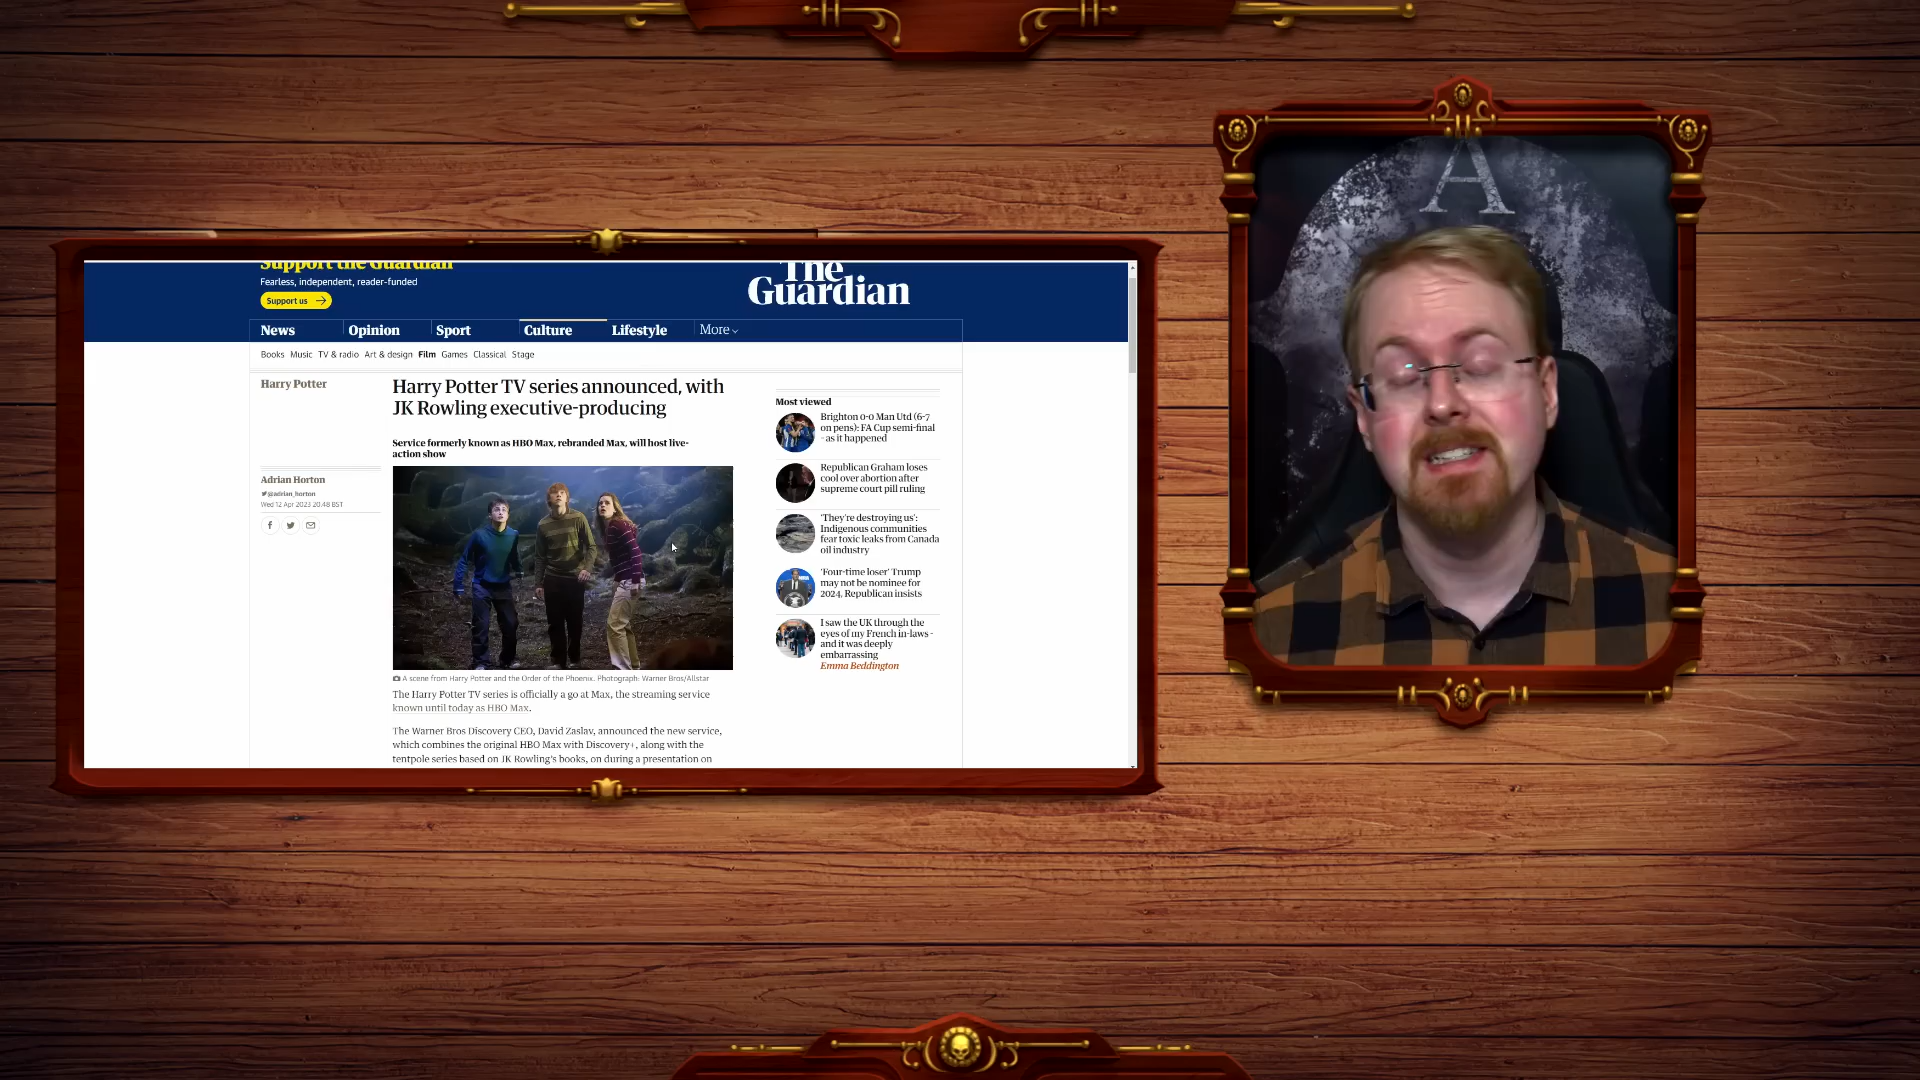 Support the Guardian
Fearless, independent, reader-funded
Support us
The
Guardian
News
Opinion
Sport
Culture
Lifestyle
More
Books Music TV & radio Art & design Film Games Classical Stage
Harry Potter
Harry Potter TV series announced, with
JK Rowling executive-producing
Service formerly known as HBO Max, rebranded Max, will host live-
action show
Adrian Horton
@adrian_horton
Wed 12 Apr 2023 20.48 BST
A scene from Harry Potter and the Order of the Phoenix. Photograph: Warner Bros/Allstar
The Harry Potter TV series is officially a go at Max, the streaming service
known until today as HBO Max.
The Warner Bros Discovery CEO, David Zaslav, announced the new service,
which combines the original HBO Max with Discovery+, along with the
tentpole series based on JK Rowling's books, on during a presentation on
Most viewed
Brighton 0-0 Man Utd (6-7
on pens): FA Cup semi-final
- as it happened
Republican Graham loses
cool over abortion after
supreme court pill ruling
'They're destroying us':
Indigenous communities
fear toxic leaks from Canada
oil industry
'Four-time loser' Trump
may not be nominee for
2024, Republican insists
I saw the UK through the
eyes of my French in-laws -
and it was deeply
embarrassing
Emma Beddington
A